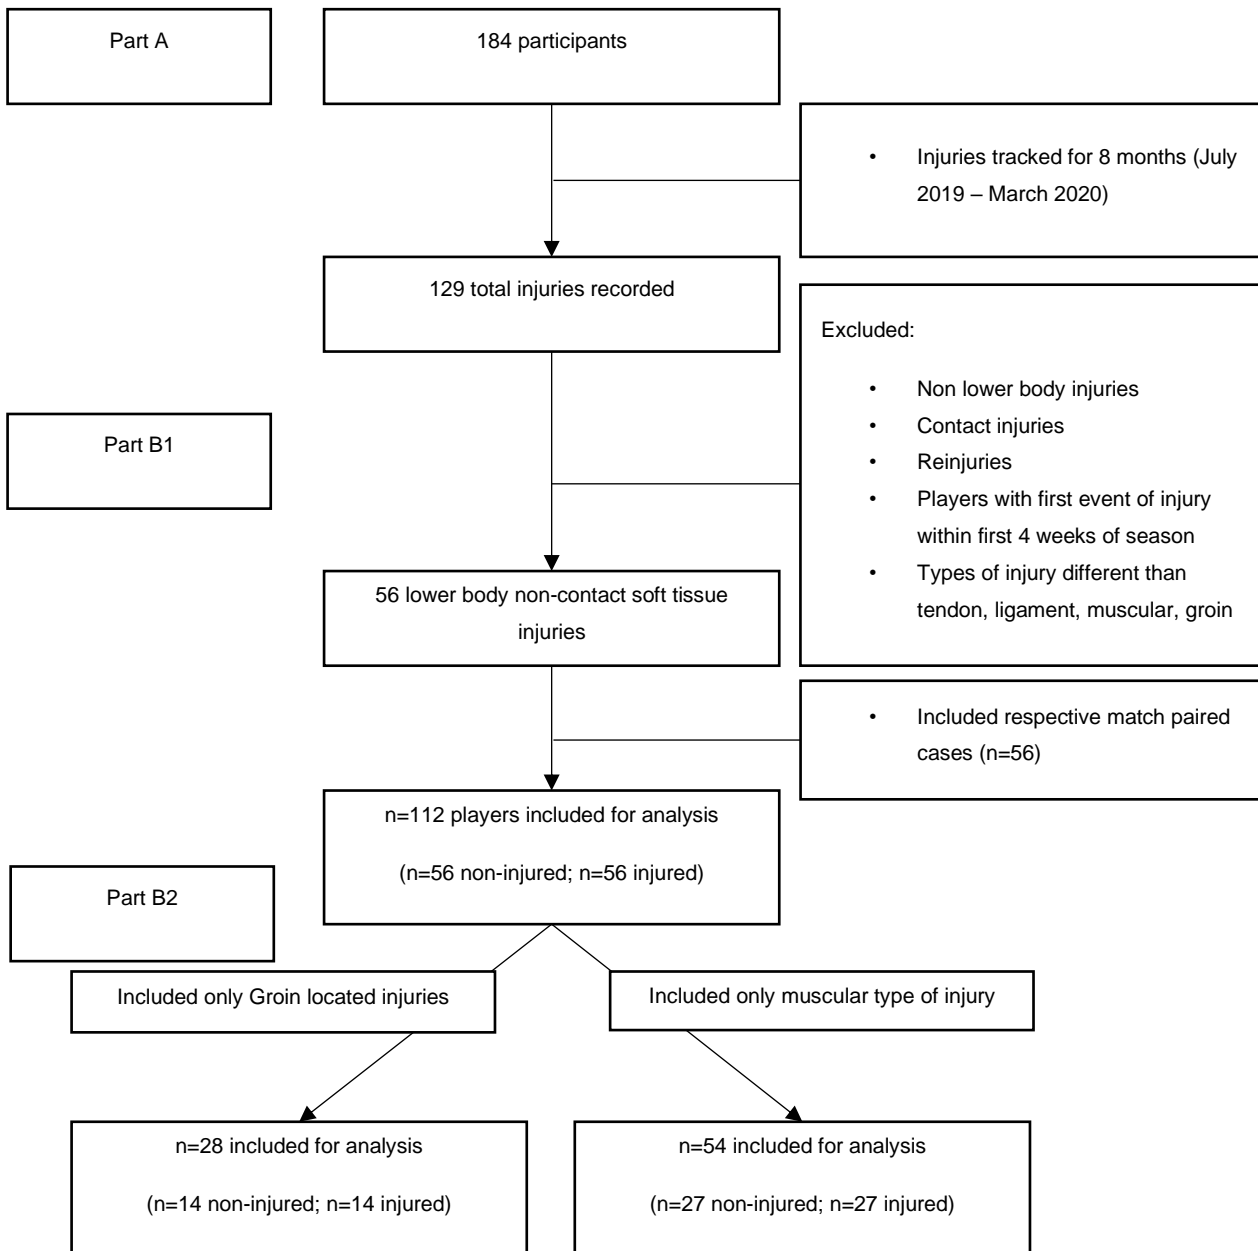 Part A
184 participants
• Injuries tracked for 8 months (July
2019 – March 2020)
129 total injuries recorded
Excluded:
• Non lower body injuries
• Contact injuries
• Reinjuries
• Players with first event of injury
within first 4 weeks of season
• Types of injury different than
tendon, ligament, muscular, groin
Part B1
56 lower body non-contact soft tissue
injuries
• Included respective match paired
cases (n=56)
n=112 players included for analysis
(n=56 non-injured; n=56 injured)
Part B2
Included only Groin located injuries
Included only muscular type of injury
n=28 included for analysis
(n=14 non-injured; n=14 injured)
n=54 included for analysis
(n=27 non-injured; n=27 injured)